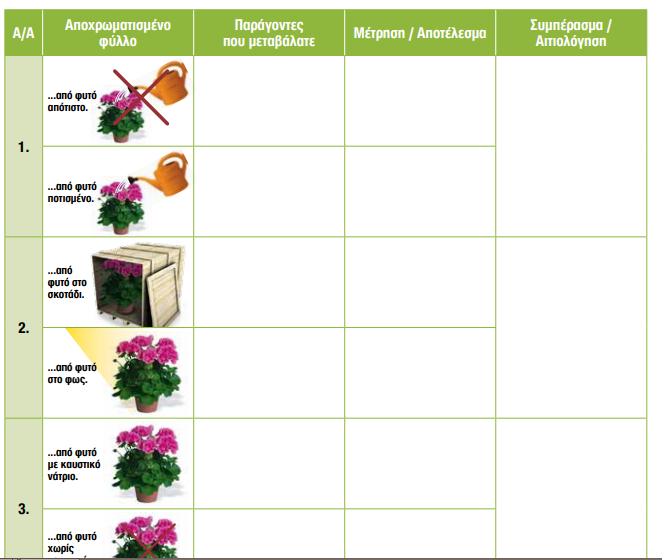 Α/Α
Αποχρωματισμένο
φύλλο
Παράγοντες
που μεταβάλατε
Μέτρηση / Αποτέλεσμα
Συμπέρασμα /
Αιτιολόγηση
1.
...από φυτό
απότιστο.
...από φυτό
ποτισμένο.
2.
...από
φυτό στο
σκοτάδι.
...από φυτό
στο φως.
3.
...από φυτό
με καυστικό
νάτριο.
...από φυτό
χωρίς